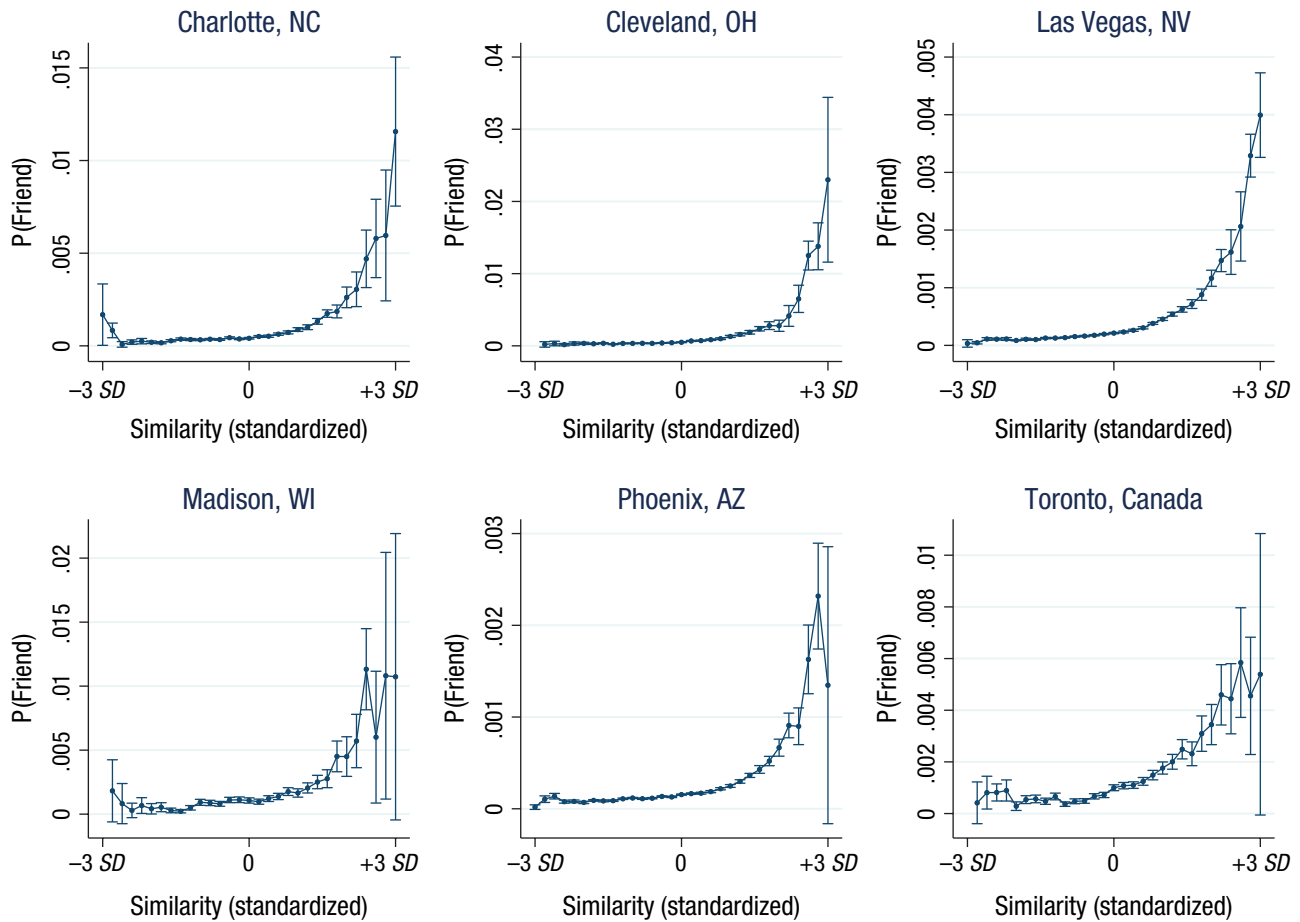 Charlotte, NC
P(Friend)
.015
.01
.005
0
–3 SD
0
+3 SD
Similarity (standardized)
Cleveland, OH
P(Friend)
.04
.03
.02
.01
0
–3 SD
0
+3 SD
Similarity (standardized)
Las Vegas, NV
P(Friend)
.005
.004
.003
.002
.001
0
–3 SD
0
+3 SD
Similarity (standardized)
Madison, WI
P(Friend)
.02
.015
.01
.005
0
–3 SD
0
+3 SD
Similarity (standardized)
Phoenix, AZ
P(Friend)
.003
.002
.001
0
–3 SD
0
+3 SD
Similarity (standardized)
Toronto, Canada
P(Friend)
.01
.008
.006
.004
.002
0
–3 SD
0
+3 SD
Similarity (standardized)